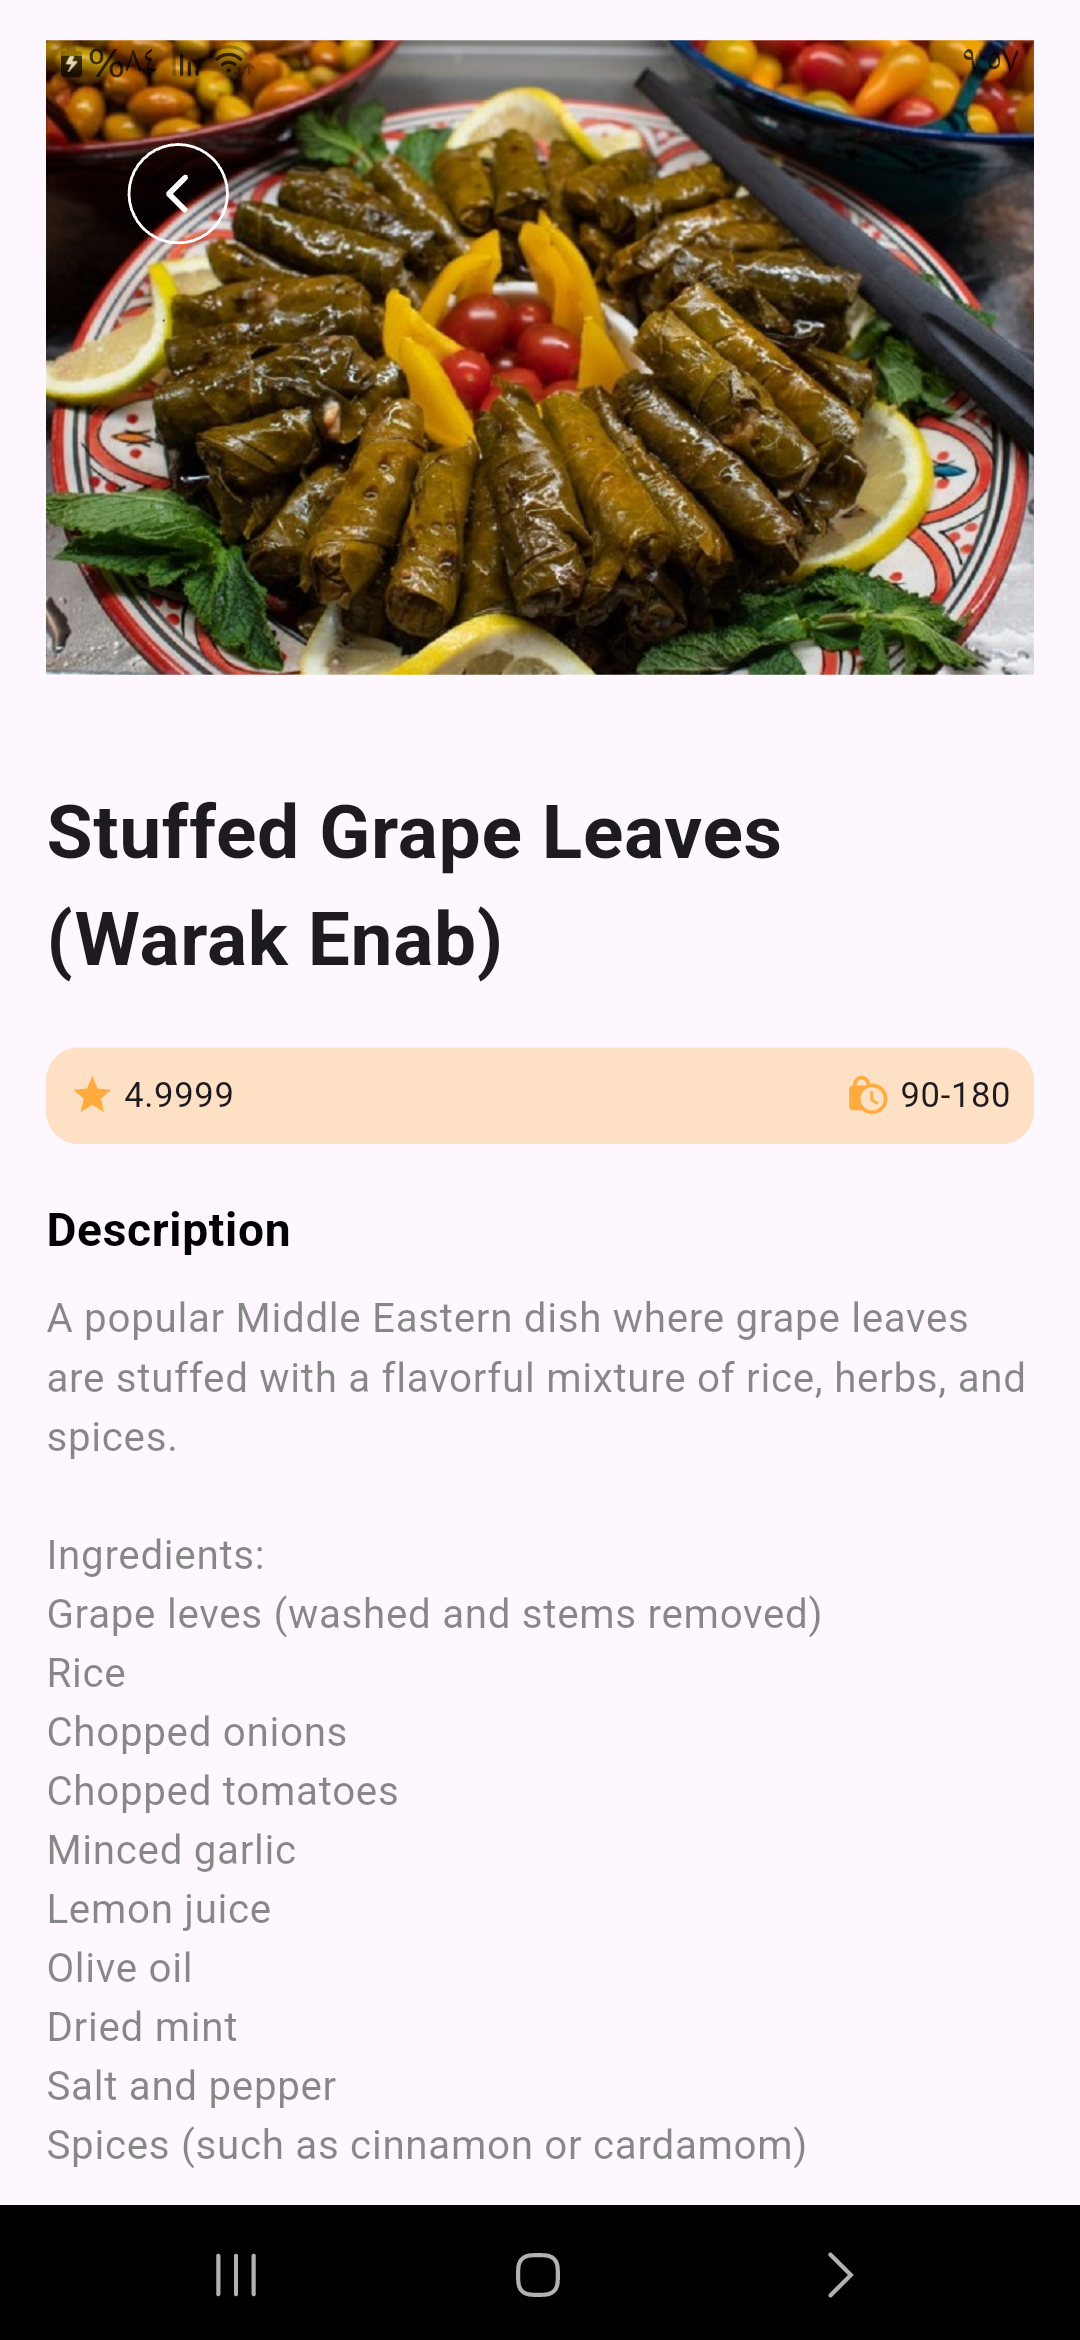 %٨٤
٩:٥٧
Stuffed Grape Leaves
(Warak Enab)
4.9999
90-180
Description
A popular Middle Eastern dish where grape leaves
are stuffed with a flavorful mixture of rice, herbs, and
spices.
Ingredients:
Grape leves (washed and stems removed)
Rice
Chopped onions
Chopped tomatoes
Minced garlic
Lemon juice
Olive oil
Dried mint
Salt and pepper
Spices (such as cinnamon or cardamom)